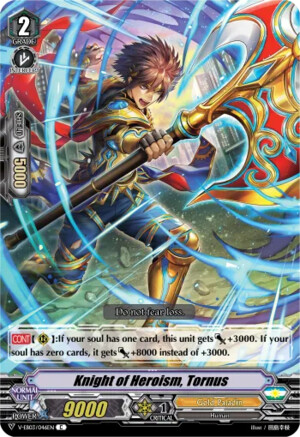 2
GRADE
INTERCEPT
SHIELD
5000
Do not fear loss.
CONT :If your soul has one card, this unit gets +3000. If your
soul has zero cards, it gets +8000 instead of +3000.
Knight of Heroism, Tornus
NORMAL
UNIT
9000
1
CRITICAL
Gold Paladin
Human
V-EB03/046EN C
POWER